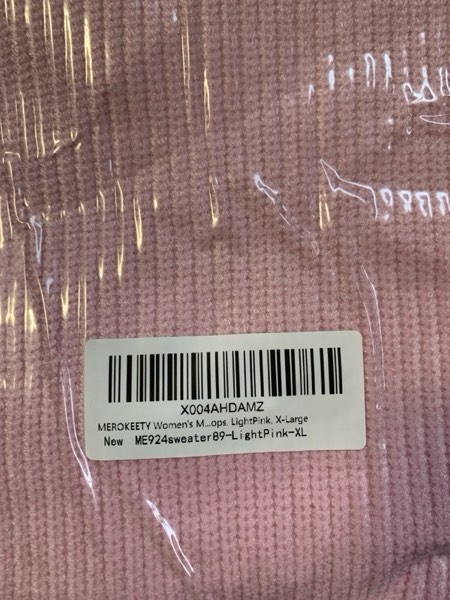 X004AHDAMZ
MEROKEETY Women's M...ops, LightPink, X-Large
New ME924sweater89-LightPink-XL